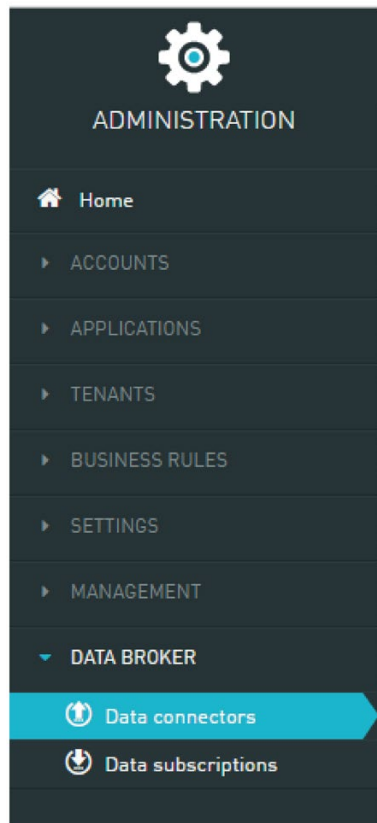 ADMINISTRATION
Home
ACCOUNTS
APPLICATIONS
TENANTS
BUSINESS RULES
SETTINGS
MANAGEMENT
DATA BROKER
Data connectors
Data subscriptions